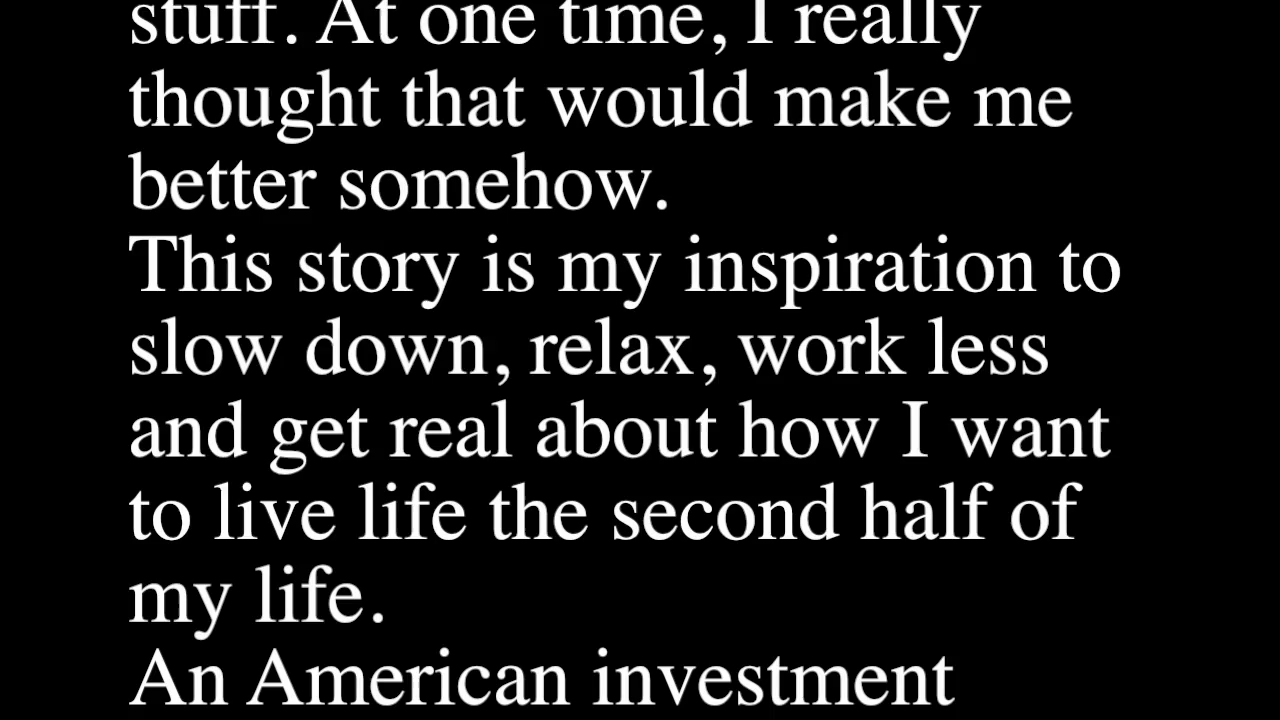 stuff. At one time, I really
thought that would make me
better somehow.
This story is my inspiration to
slow down, relax, work less
and get real about how I want
to live life the second half of
my life.
An American investment